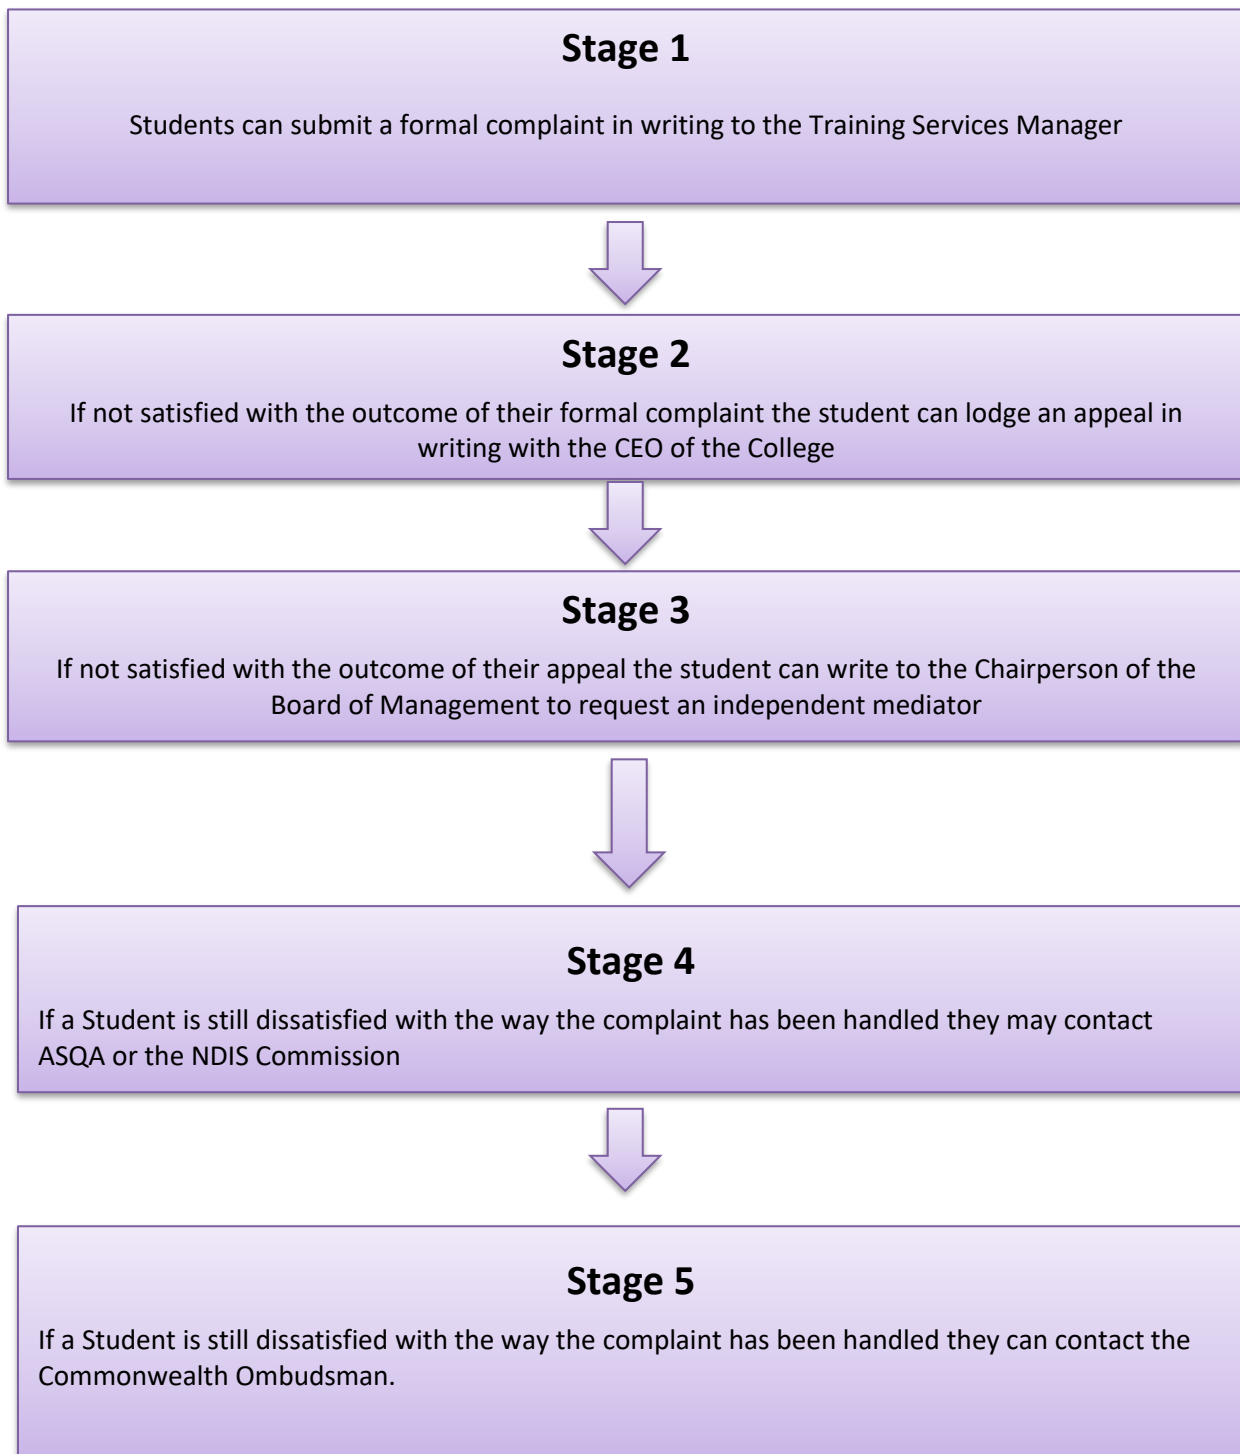 Stage 1
Students can submit a formal complaint in writing to the Training Services Manager
Stage 2
If not satisfied with the outcome of their formal complaint the student can lodge an appeal in
writing with the CEO of the College
Stage 3
If not satisfied with the outcome of their appeal the student can write to the Chairperson of the
Board of Management to request an independent mediator
Stage 4
If a Student is still dissatisfied with the way the complaint has been handled they may contact
ASQA or the NDIS Commission
Stage 5
If a Student is still dissatisfied with the way the complaint has been handled they can contact the
Commonwealth Ombudsman.